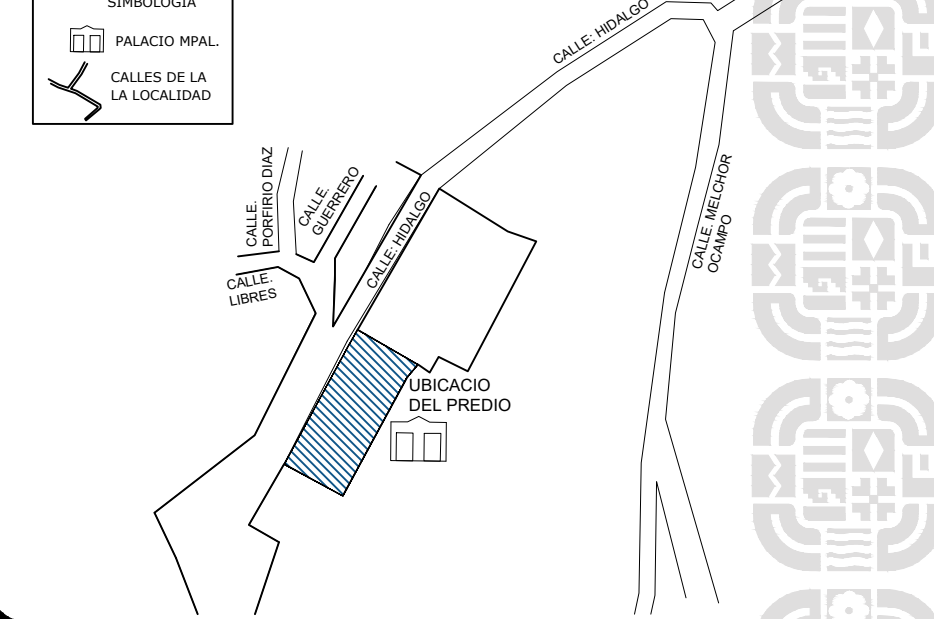 SIMBOLOGIA
PALACIO MPAL.
CALLES DE LA
LA LOCALIDAD
CALLE: HIDALGO
CALLE.
PORFIRIO DIAZ
CALLE.
GUERRERO
CALLE: HIDALGO
CALLE. MELCHOR
OCAMPO
CALLE.
LIBRES
UBICACIO
DEL PREDIO